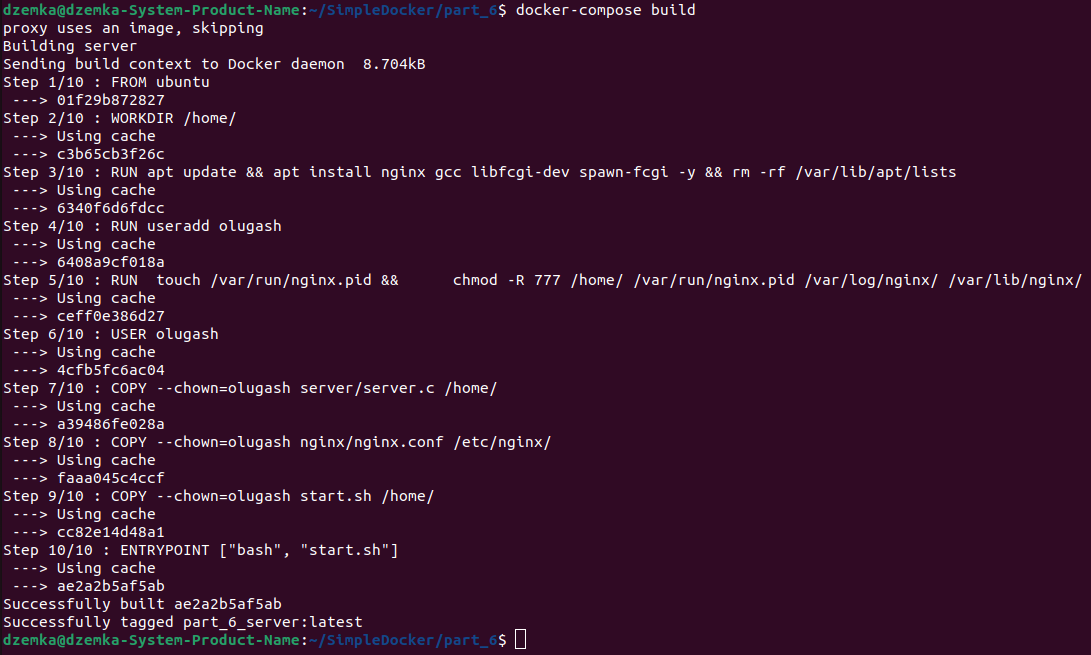 dzemka@dzemka-System-Product-Name:~/SimpleDocker/part_6$ docker-compose build
proxy uses an image, skipping
Building server
Sending build context to Docker daemon  8.704kB
Step 1/10 : FROM ubuntu
 ---> 01f29b872827
Step 2/10 : WORKDIR /home/
 ---> Using cache
 ---> c3b65cb3f26c
Step 3/10 : RUN apt update && apt install nginx gcc libfcgi-dev spawn-fcgi -y && rm -rf /var/lib/apt/lists
 ---> Using cache
 ---> 6340f6d6fdcc
Step 4/10 : RUN useradd olugash
 ---> Using cache
 ---> 6408a9cf018a
Step 5/10 : RUN  touch /var/run/nginx.pid &&      chmod -R 777 /home/ /var/run/nginx.pid /var/log/nginx/ /var/lib/nginx/
 ---> Using cache
 ---> ceff0e386d27
Step 6/10 : USER olugash
 ---> Using cache
 ---> 4cfb5fc6ac04
Step 7/10 : COPY --chown=olugash server/server.c /home/
 ---> Using cache
 ---> a39486fe028a
Step 8/10 : COPY --chown=olugash nginx/nginx.conf /etc/nginx/
 ---> Using cache
 ---> faaa045c4ccf
Step 9/10 : COPY --chown=olugash start.sh /home/
 ---> Using cache
 ---> cc82e14d48a1
Step 10/10 : ENTRYPOINT ["bash", "start.sh"]
 ---> Using cache
 ---> ae2a2b5af5ab
Successfully built ae2a2b5af5ab
Successfully tagged part_6_server:latest
dzemka@dzemka-System-Product-Name:~/SimpleDocker/part_6$